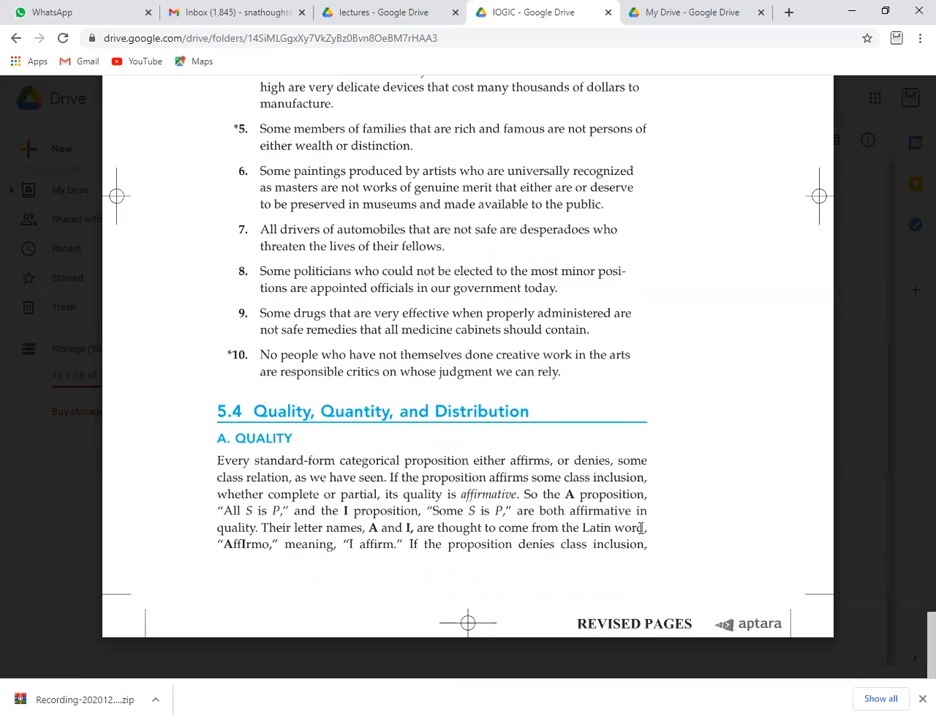 WhatsApp
Inbox (1,845) - snathought
lectures - Google Drive
lOGIC - Google Drive
My Drive - Google Drive
drive.google.com/drive/folders/14SiMLGgxXy7VkZyBz0Bvn8OeBM7rHAA3
Apps
Gmail
YouTube
Maps
Drive
New
My Drive
Shared with
Recent
Starred
Trash
Storage
13.5 GB of
Buy storage
high are very delicate devices that cost many thousands of dollars to
manufacture.
*5. Some members of families that are rich and famous are not persons of
either wealth or distinction.
6. Some paintings produced by artists who are universally recognized
as masters are not works of genuine merit that either are or deserve
to be preserved in museums and made available to the public.
7. All drivers of automobiles that are not safe are desperadoes who
threaten the lives of their fellows.
8. Some politicians who could not be elected to the most minor posi-
tions are appointed officials in our government today.
9. Some drugs that are very effective when properly administered are
not safe remedies that all medicine cabinets should contain.
*10. No people who have not themselves done creative work in the arts
are responsible critics on whose judgment we can rely.
5.4 Quality, Quantity, and Distribution
A. QUALITY
Every standard-form categorical proposition either affirms, or denies, some
class relation, as we have seen. If the proposition affirms some class inclusion,
whether complete or partial, its quality is affirmative. So the A proposition,
“All S is P,” and the I proposition, “Some S is P,” are both affirmative in
quality. Their letter names, A and I, are thought to come from the Latin word,
“AffIrmo,” meaning, “I affirm.” If the proposition denies class inclusion,
REVISED PAGES
aptara
Recording-202012....zip
Show all